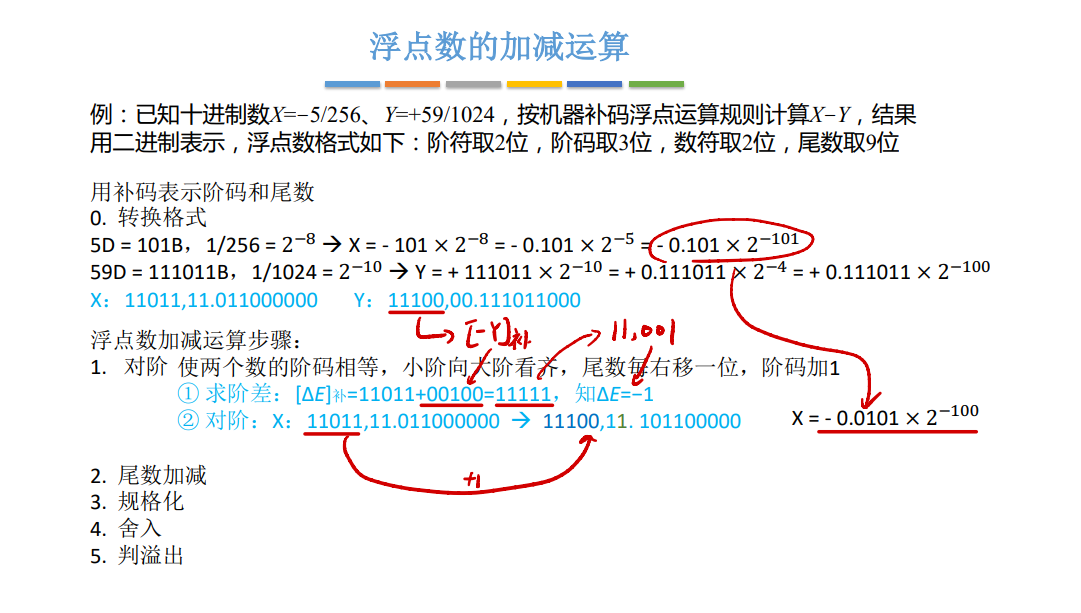 浮点数的加减运算
例：已知十进制数X=−5/256、Y=+59/1024，按机器补码浮点运算规则计算X−Y，结果
用二进制表示，浮点数格式如下：阶符取2位，阶码取3位，数符取2位，尾数取9位
用补码表示阶码和尾数
0. 转换格式
5D = 101B，1/256 = 2⁻⁸ → X = - 101 × 2⁻⁸ = - 0.101 × 2⁻⁵ = - 0.101 × 2⁻¹⁰¹
59D = 111011B，1/1024 = 2⁻¹⁰ → Y = + 111011 × 2⁻¹⁰ = + 0.111011 × 2⁻⁴ = + 0.111011 × 2⁻¹⁰⁰
X：11011,11.011000000 Y：11100,00.111011000
[-Y]补 11,001
浮点数加减运算步骤：
1. 对阶 使两个数的阶码相等，小阶向大阶看齐，尾数每右移一位，阶码加1
① 求阶差：[ΔE]补=11011+00100=11111，知ΔE=−1
② 对阶：X：11011,11.011000000 → 11100,11. 101100000 X = - 0.0101 × 2⁻¹⁰⁰
+1
2. 尾数加减
3. 规格化
4. 舍入
5. 判溢出